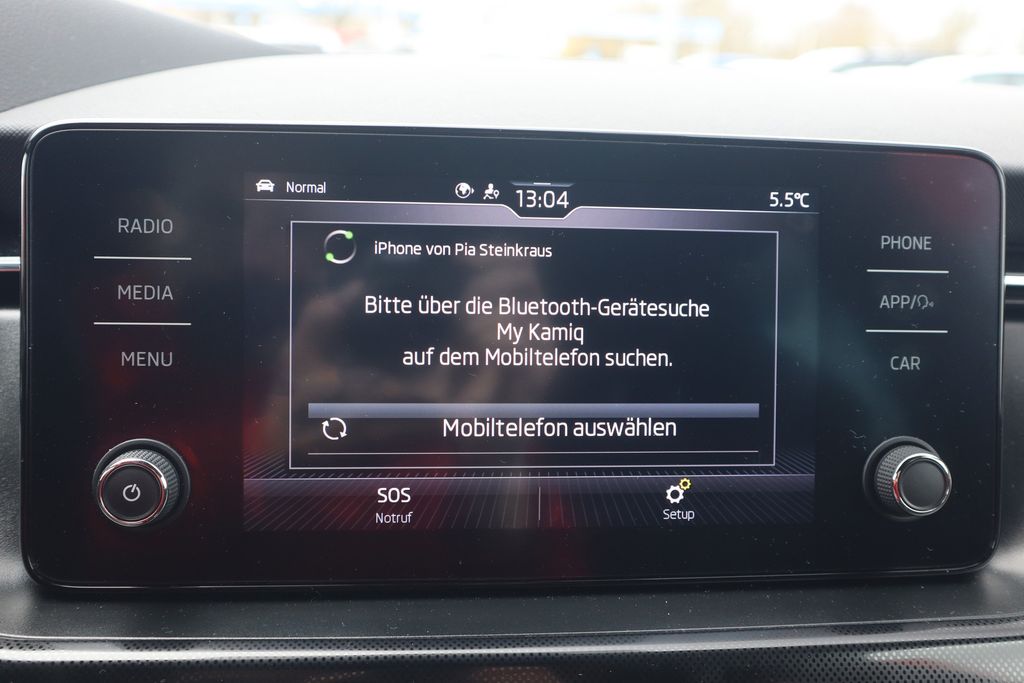 Normal
13:04
5.5°C
RADIO
MEDIA
MENU
iPhone von Pia Steinkraus
Bitte über die Bluetooth-Gerätesuche
My Kamiq
auf dem Mobiltelefon suchen.
Mobiltelefon auswählen
SOS
Notruf
Setup
PHONE
APP/
CAR